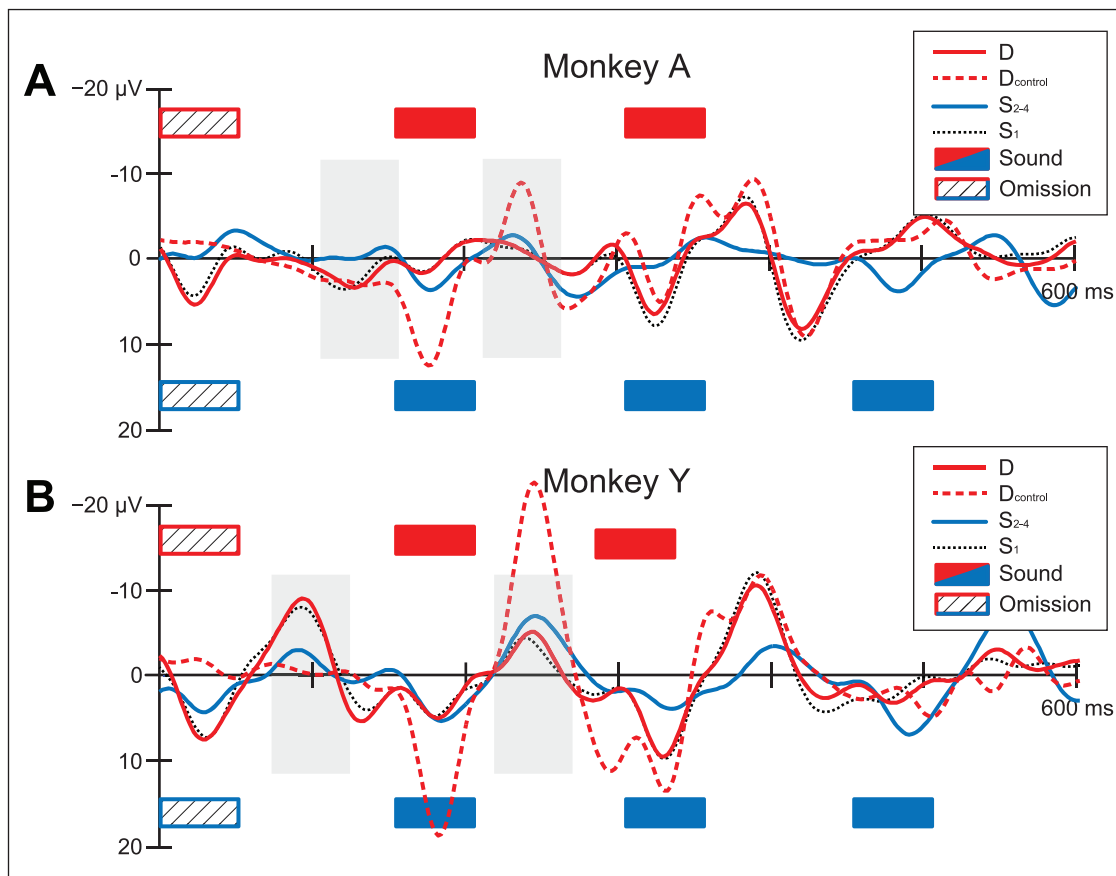 A
Monkey A
−20 µV
-10
0
10
20
600 ms
D
Dcontrol
S2–4
S1
Sound
Omission
B
Monkey Y
−20 µV
-10
0
10
20
600 ms
D
Dcontrol
S2–4
S1
Sound
Omission